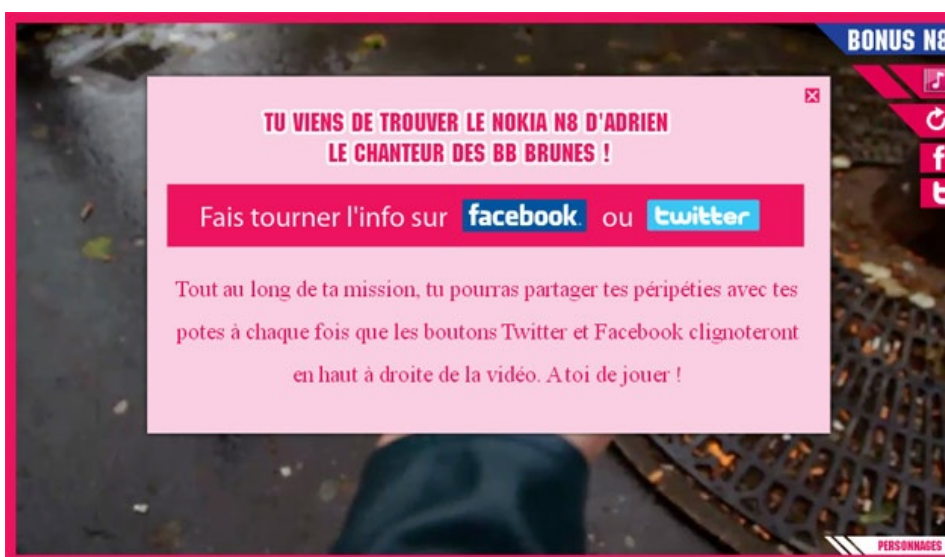 BONUS N8
TU VIENS DE TROUVER LE NOKIA N8 D'ADRIEN
LE CHANTEUR DES BB BRUNES !
Fais tourner l'info sur facebook. ou twitter
Tout au long de ta mission, tu pourras partager tes péripéties avec tes
potes à chaque fois que les boutons Twitter et Facebook clignoteront
en haut à droite de la vidéo. A toi de jouer !
PERSONNAGES